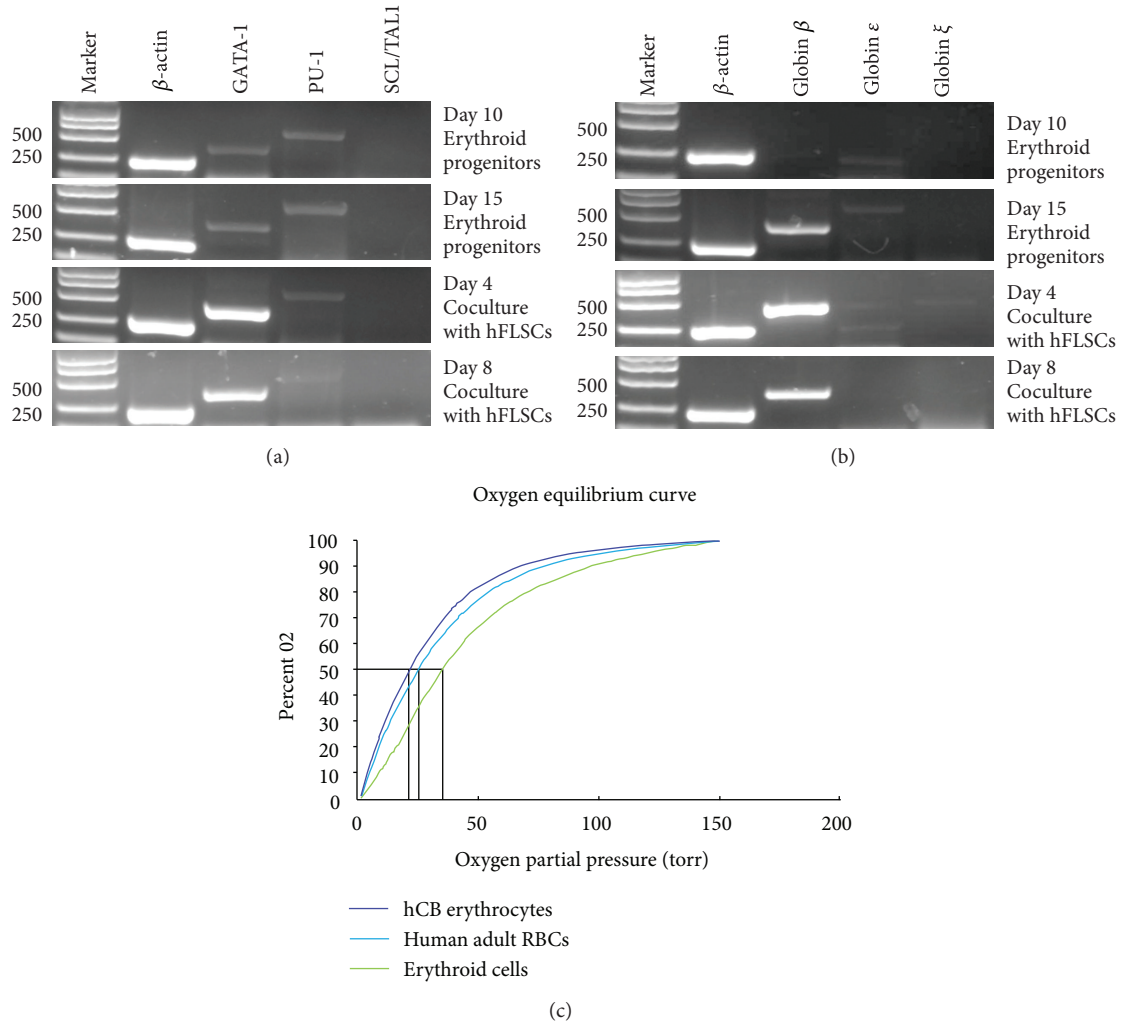 Marker
β-actin
GATA-1
PU-1
SCL/TAL1
500
250
Day 10
Erythroid
progenitors
500
250
Day 15
Erythroid
progenitors
500
250
Day 4
Coculture
with hFLSCs
500
250
Day 8
Coculture
with hFLSCs
(a)
Marker
β-actin
Globin β
Globin ε
Globin ξ
500
250
Day 10
Erythroid
progenitors
500
250
Day 15
Erythroid
progenitors
500
250
Day 4
Coculture
with hFLSCs
500
250
Day 8
Coculture
with hFLSCs
(b)
Oxygen equilibrium curve
Percent 02
100
90
80
70
60
50
40
30
20
10
0
0
50
100
150
200
Oxygen partial pressure (torr)
hCB erythrocytes
Human adult RBCs
Erythroid cells
(c)